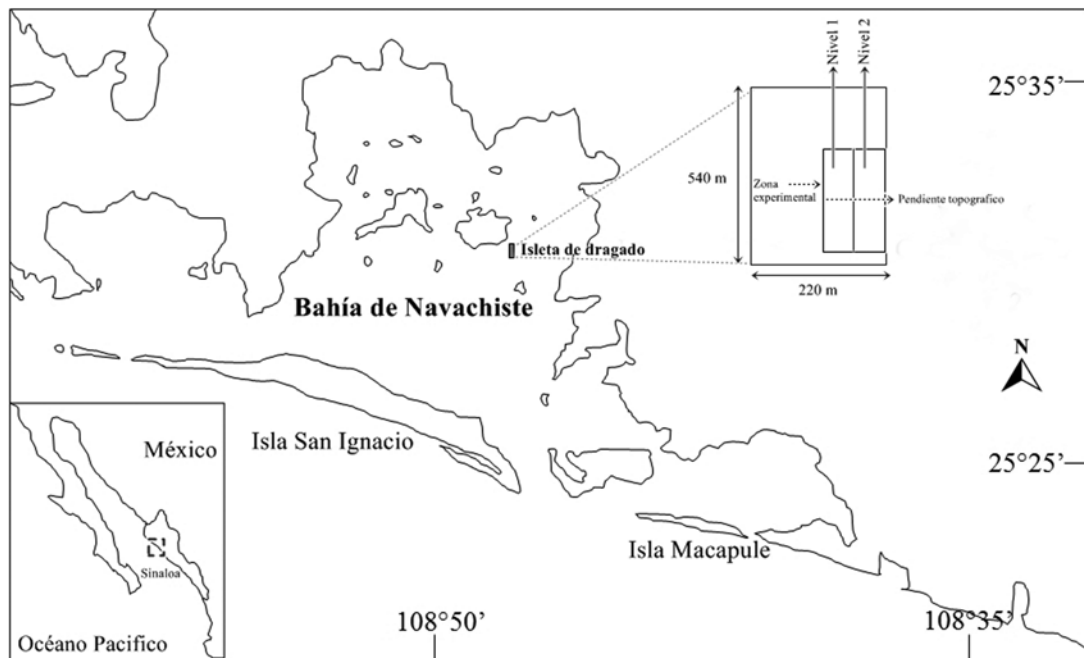 Nivel 1
Nivel 2
25°35'
540 m
Zona
experimental
Pendiente topografico
Isleta de dragado
220 m
Bahía de Navachiste
N
México
Isla San Ignacio
25°25'
Sinaloa
Isla Macapule
108°50'
108°35'
Océano Pacifico